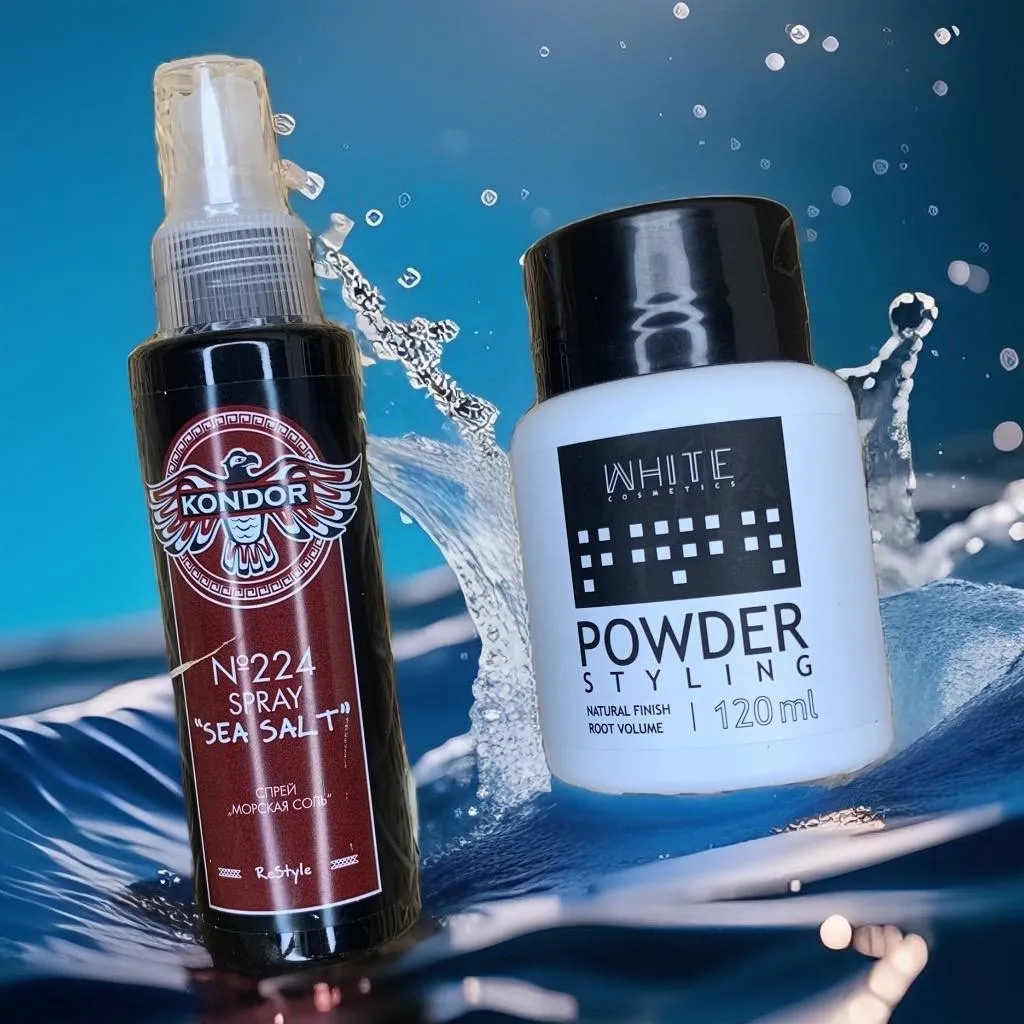 KONDOR
№224
SPRAY
"SEA SALT"
СПРЕЙ
„МОРСКАЯ СОЛЬ"
ReStyle
WHITE
COSMETICS
POWDER
STYLING
NATURAL FINISH
ROOT VOLUME
120 ml